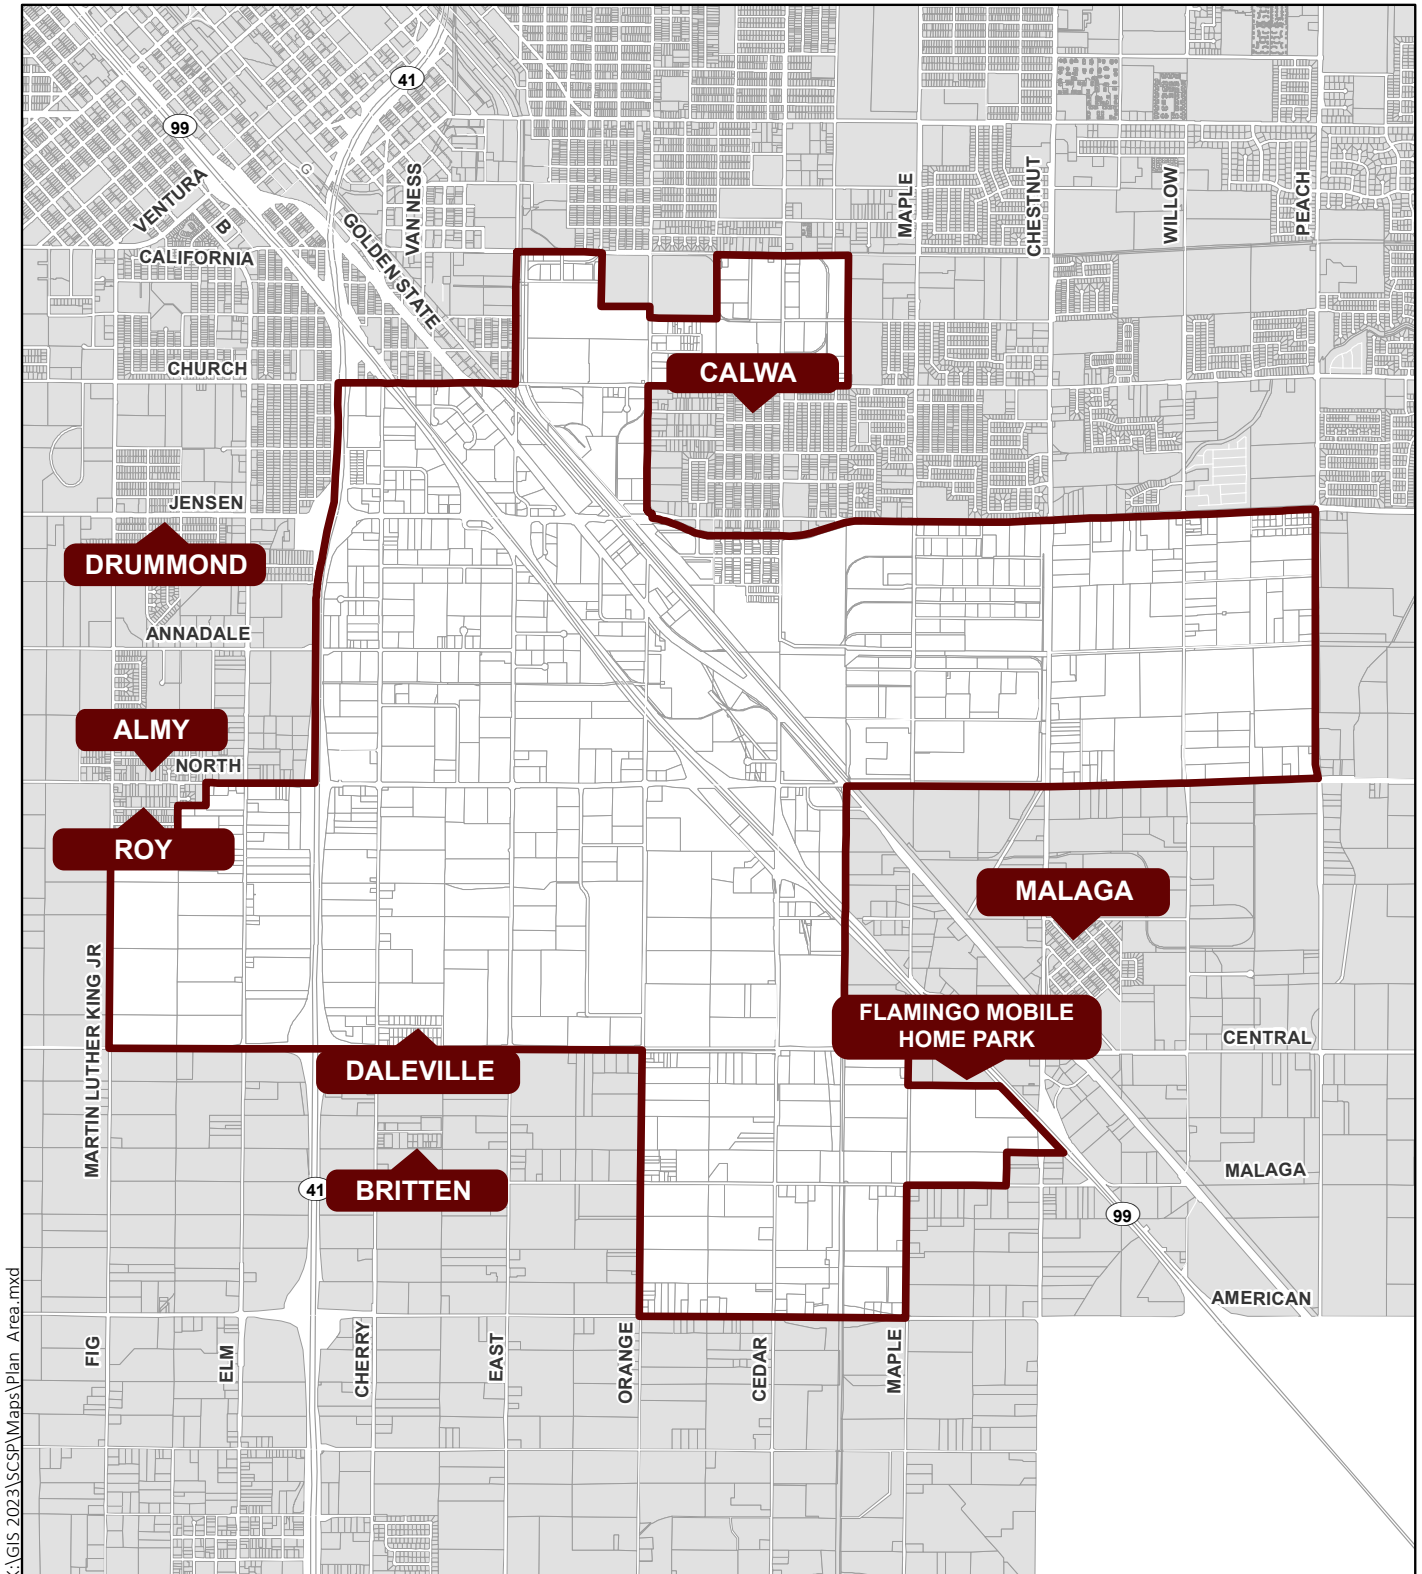 41
99
VENTURA
B
G
VAN NESS
GOLDEN STATE
MAPLE
CHESTNUT
WILLOW
PEACH
CALIFORNIA
CHURCH
CALWA
JENSEN
DRUMMOND
ANNADALE
ALMY
NORTH
ROY
MALAGA
MARTIN LUTHER KING JR
FLAMINGO MOBILE
HOME PARK
CENTRAL
DALEVILLE
MALAGA
41
BRITTEN
99
AMERICAN
FIG
ELM
CHERRY
EAST
ORANGE
CEDAR
MAPLE
:\GIS 2023\SCSP\Maps\Plan Area.mxd